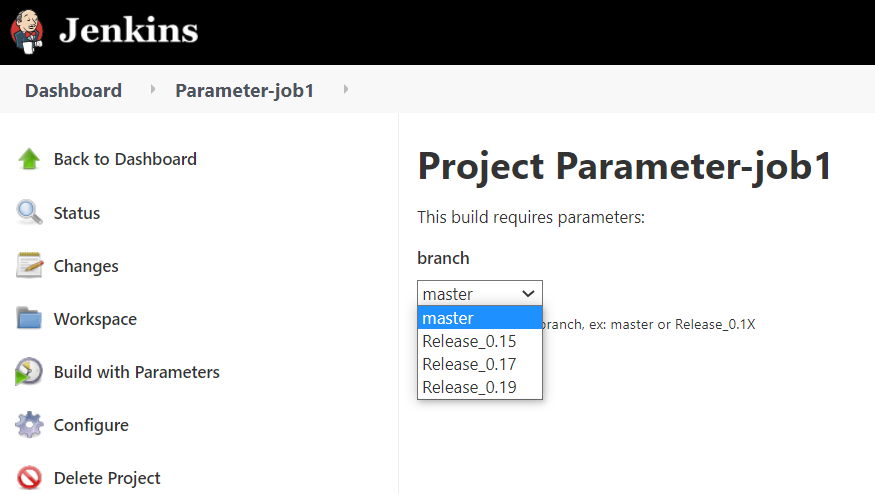 Jenkins
Dashboard
Parameter-job1
Back to Dashboard
Status
Changes
Workspace
Build with Parameters
Configure
Delete Project
Project Parameter-job1
This build requires parameters:
branch
master
master
Release_0.15
Release_0.17
Release_0.19
branch, ex: master or Release_0.1X